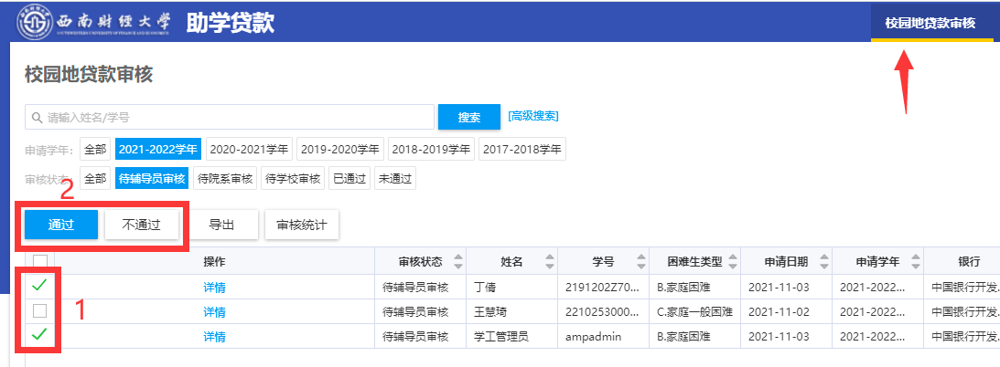 西南财经大学 助学贷款 校园地贷款审核
SOUTHWESTERN UNIVERSITY OF FINANCE AND ECONOMICS
校园地贷款审核
请输入姓名/学号 搜索 [高级搜索]
申请学年: 全部 2021-2022学年 2020-2021学年 2019-2020学年 2018-2019学年 2017-2018学年
审核状态: 全部 待辅导员审核 待院系审核 待学校审核 已通过 未通过
2
通过 不通过 导出 审核统计
操作 审核状态 姓名 学号 困难生类型 申请日期 申请学年 银行
详情 待辅导员审核 丁倩 2191202Z70... B.家庭困难 2021-11-03 2021-2022... 中国银行开发.
1
详情 待辅导员审核 王慧琦 2210253000... C.家庭一般困难 2021-11-02 2021-2022... 中国银行开发.
详情 待辅导员审核 学工管理员 ampadmin B.家庭困难 2021-11-03 2021-2022... 中国银行开发.